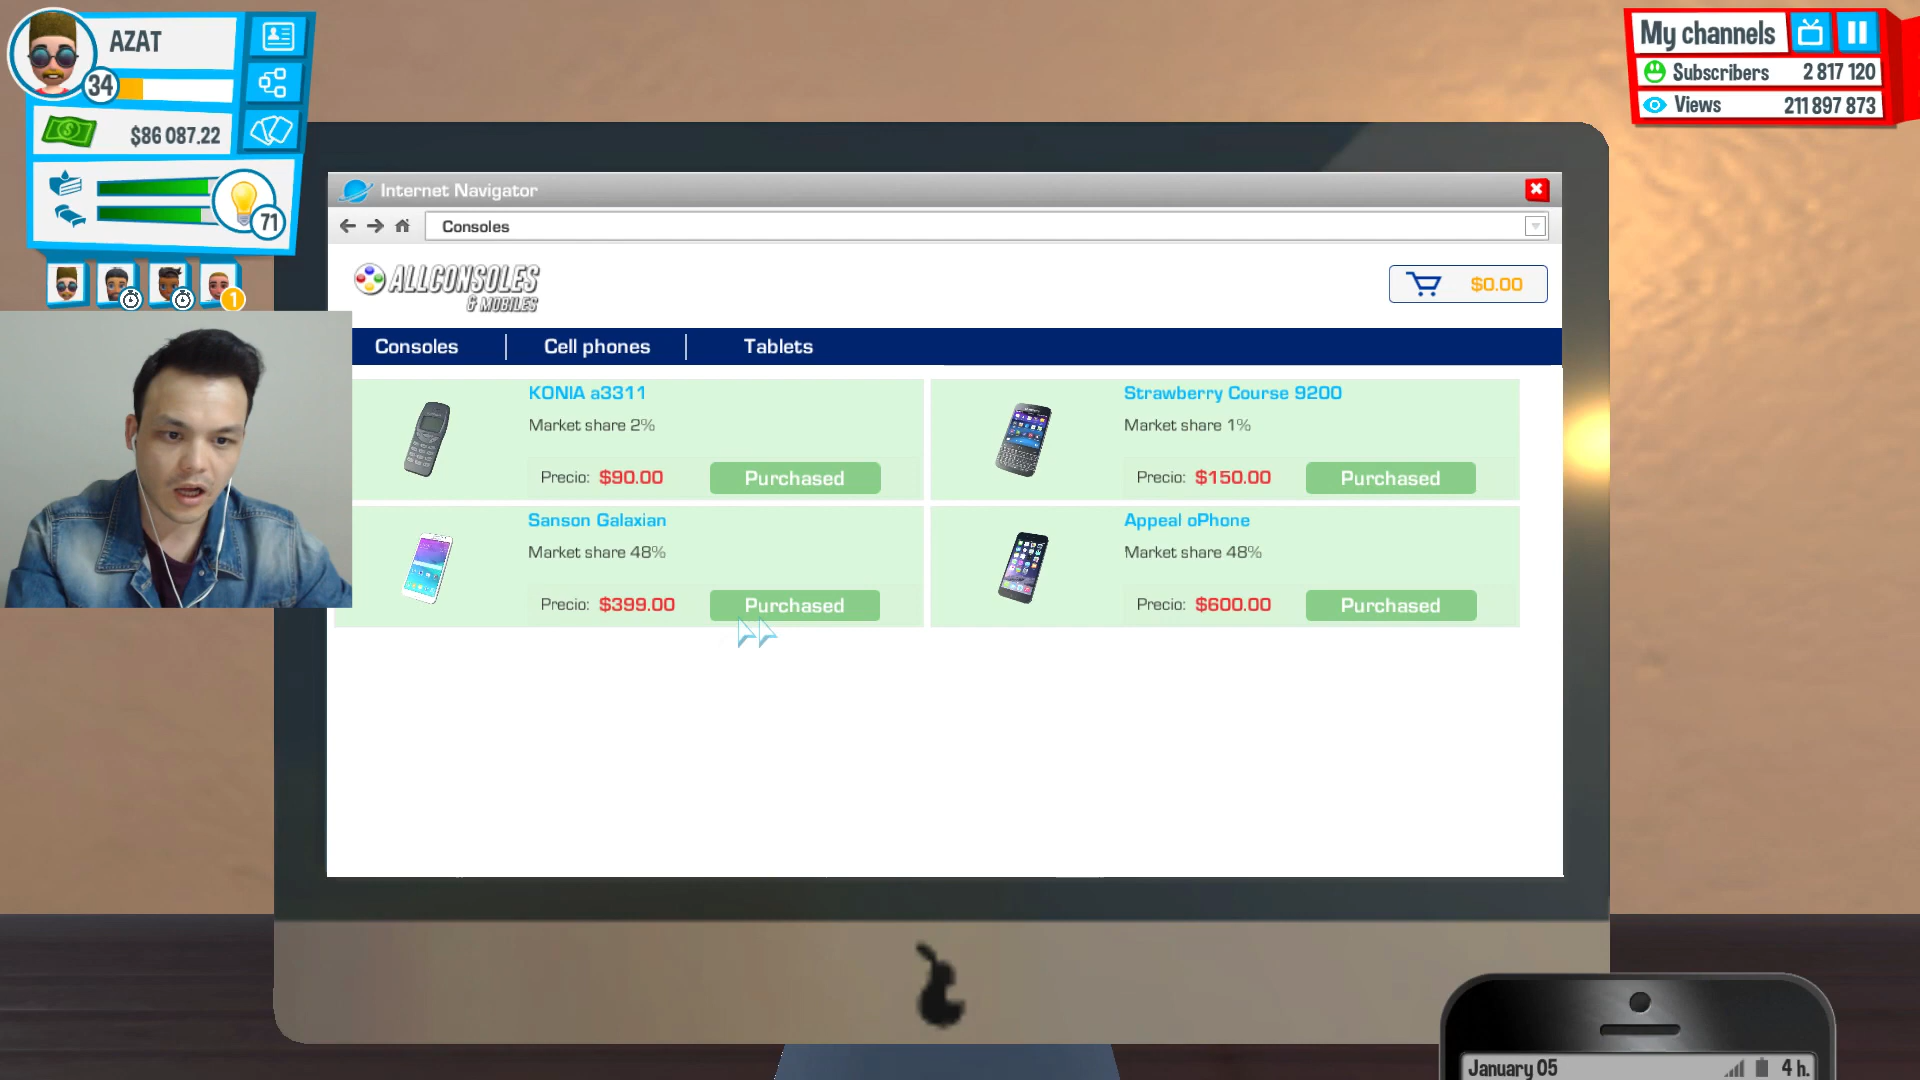 AZAT
34
$86 087.22
71
1
My channels
Subscribers 2 817 120
Views 211 897 873
Internet Navigator
Consoles
ALLCONSOLES
& MOBILES
$0.00
Consoles Cell phones Tablets
KONIA a3311
Market share 2%
Precio: $90.00 Purchased
Strawberry Course 9200
Market share 1%
Precio: $150.00 Purchased
Sanson Galaxian
Market share 48%
Precio: $399.00 Purchased
Appeal oPhone
Market share 48%
Precio: $600.00 Purchased
January 05 4 h.